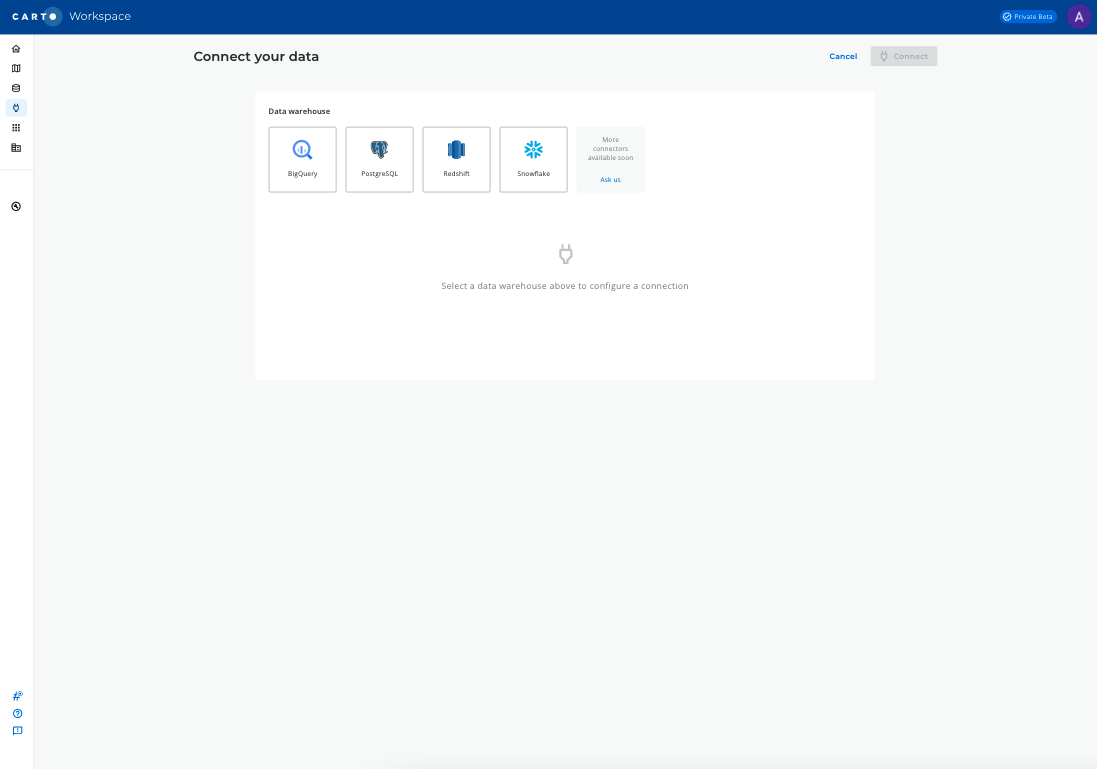 CARTO Workspace
Private Beta
A
Connect your data
Cancel
Connect
Data warehouse
BigQuery
PostgreSQL
Redshift
Snowflake
More
connectors
available soon
Ask us
Select a data warehouse above to configure a connection